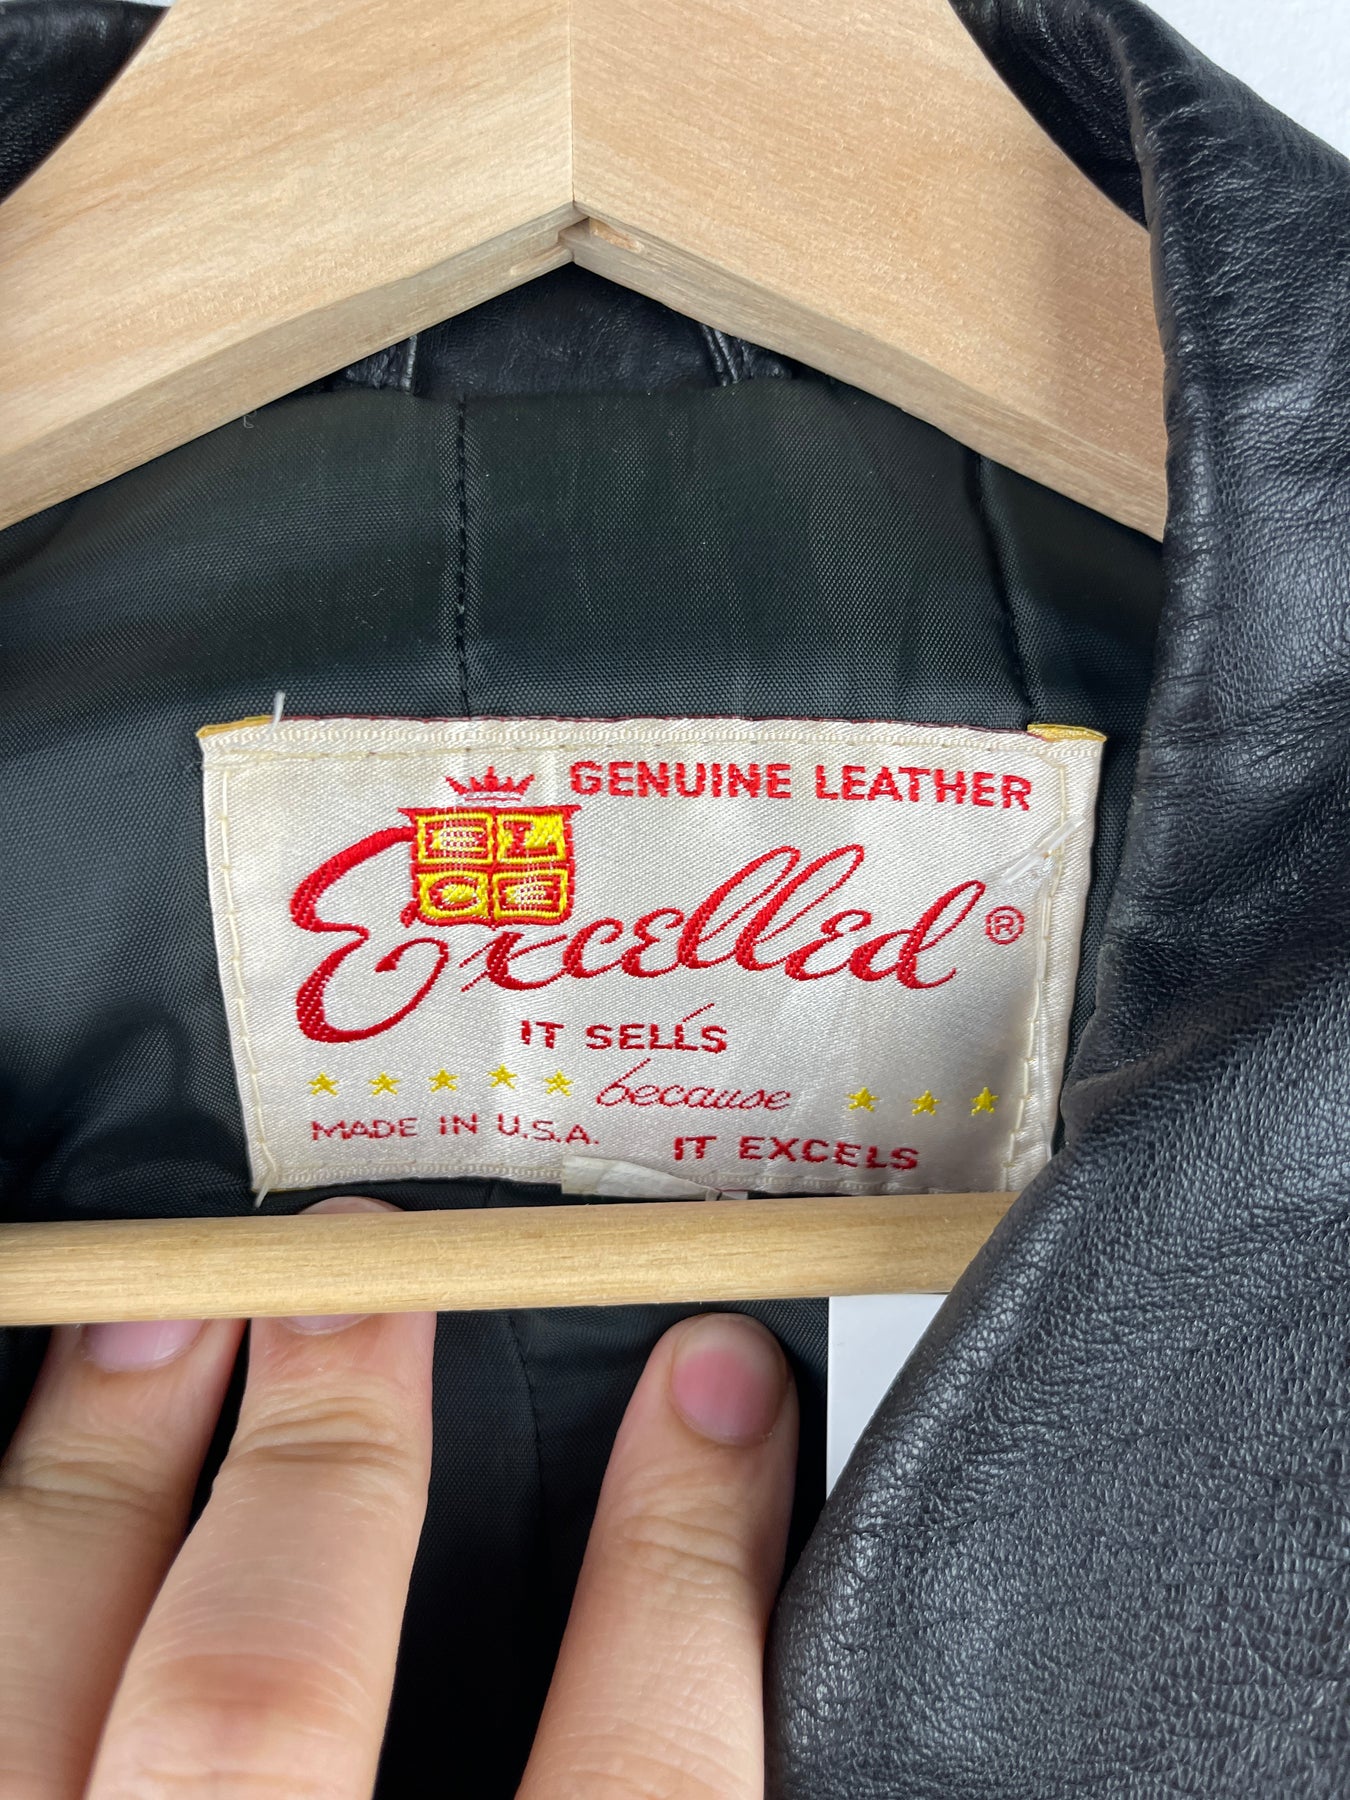 GENUINE LEATHER
E L
C E
Excelled ®
IT SELLS
because
MADE IN U.S.A.
IT EXCELS